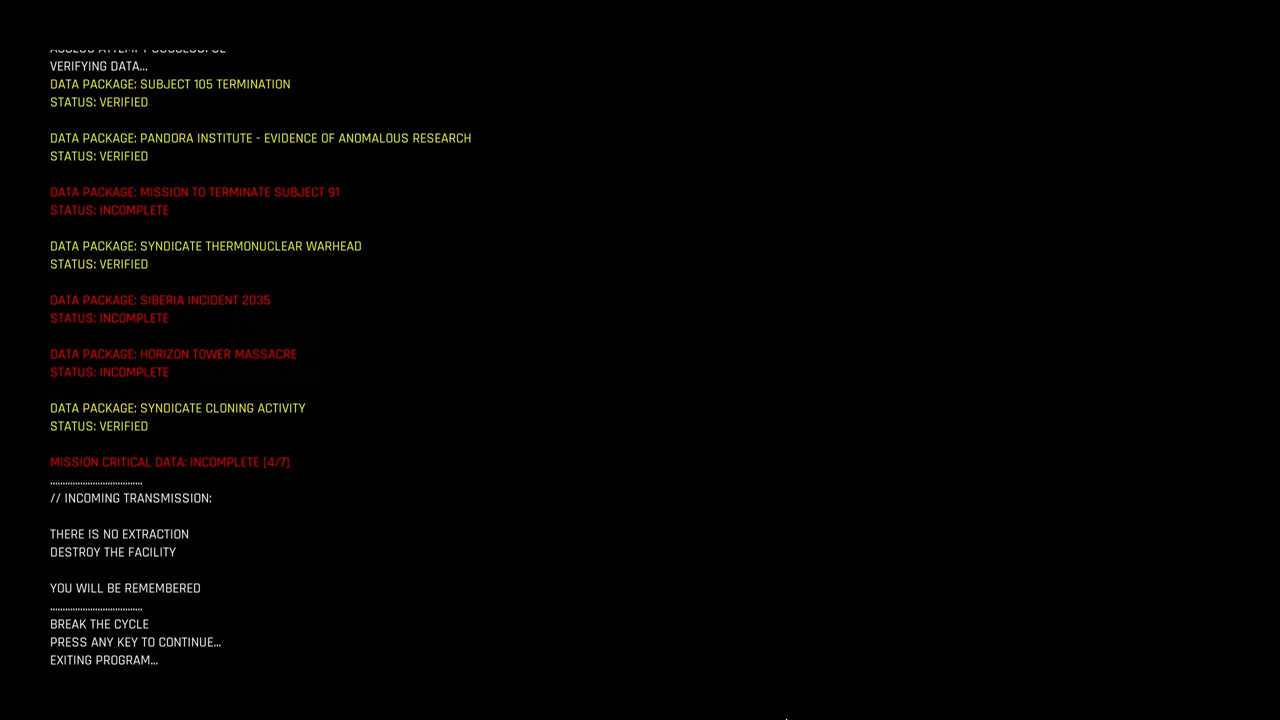 ACCESS ATTEMPT SUCCESSFUL
VERIFYING DATA...
DATA PACKAGE: SUBJECT 105 TERMINATION
STATUS: VERIFIED
DATA PACKAGE: PANDORA INSTITUTE - EVIDENCE OF ANOMALOUS RESEARCH
STATUS: VERIFIED
DATA PACKAGE: MISSION TO TERMINATE SUBJECT 91
STATUS: INCOMPLETE
DATA PACKAGE: SYNDICATE THERMONUCLEAR WARHEAD
STATUS: VERIFIED
DATA PACKAGE: SIBERIA INCIDENT 2035
STATUS: INCOMPLETE
DATA PACKAGE: HORIZON TOWER MASSACRE
STATUS: INCOMPLETE
DATA PACKAGE: SYNDICATE CLONING ACTIVITY
STATUS: VERIFIED
MISSION CRITICAL DATA: INCOMPLETE [4/7]
.....................................
// INCOMING TRANSMISSION:
THERE IS NO EXTRACTION
DESTROY THE FACILITY
YOU WILL BE REMEMBERED
.....................................
BREAK THE CYCLE
PRESS ANY KEY TO CONTINUE...
EXITING PROGRAM...